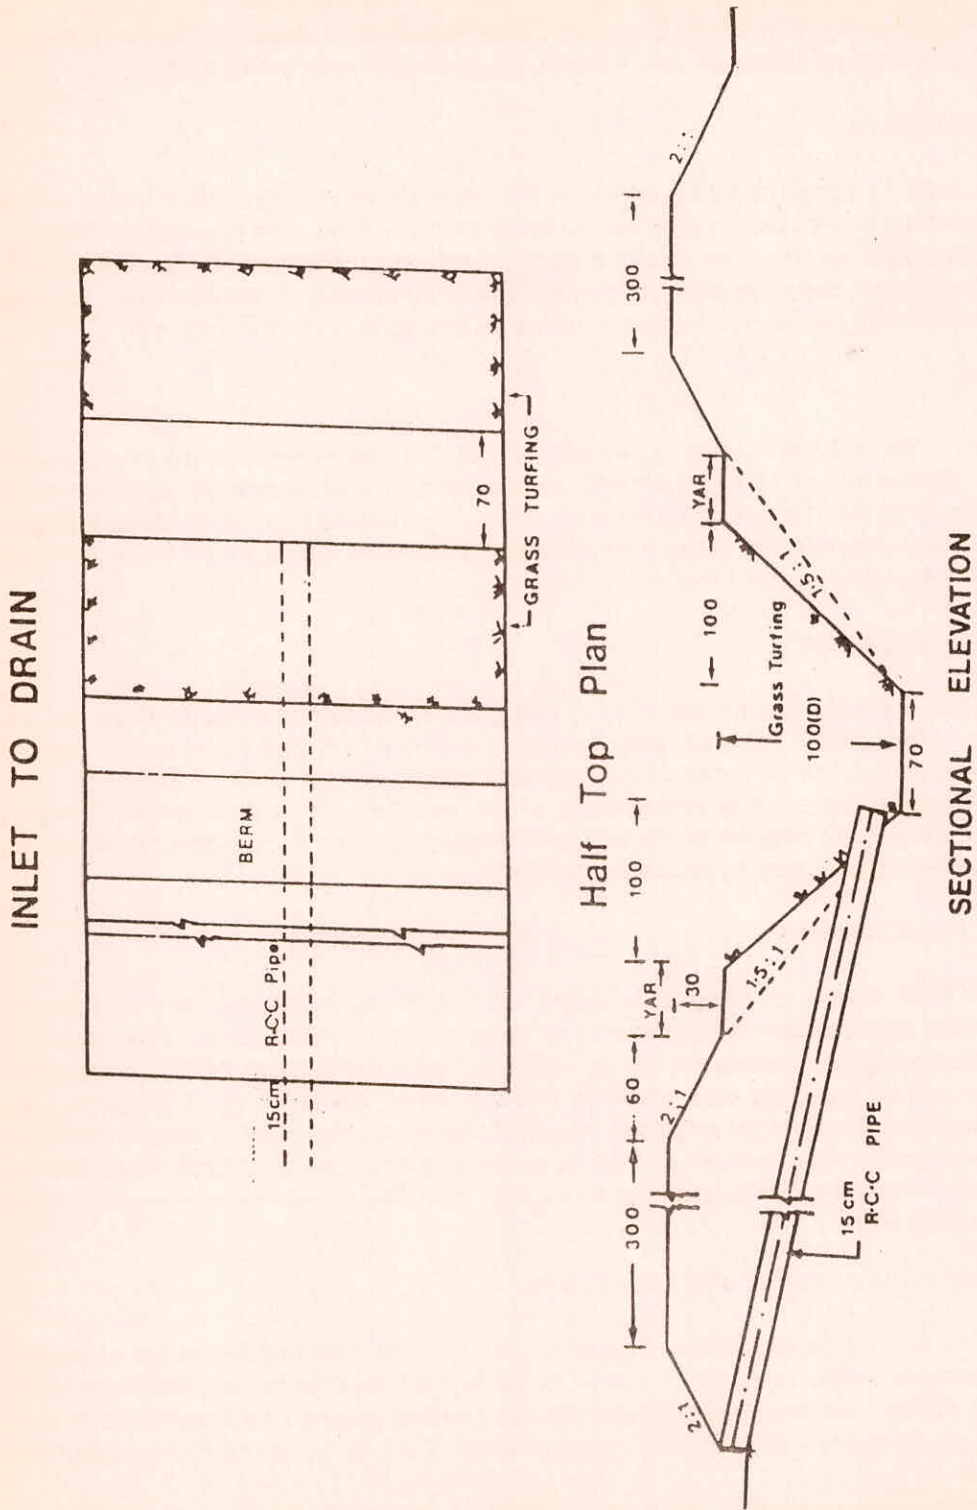 INLET TO DRAIN
15cm R·C·C Pipe
BERM
70
GRASS TURFING
Half Top Plan
300
60
YAR
30
100
100
YAR
300
2:1
2:1
1.5:1
Grass Turfing
100(D)
1.5:1
2:1
70
15 cm
R·C·C PIPE
SECTIONAL ELEVATION